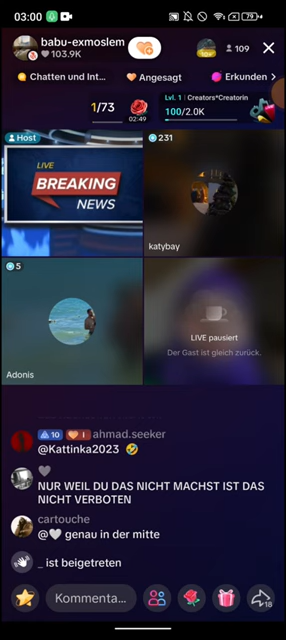 03:00
79
babu-exmoslem
103.9K
109
Chatten und Int...
Angesagt
Erkunden
1/73
02:49
Lvl. 1 : Creators*Creatorin
100/2.0K
Host
LIVE
BREAKING
NEWS
231
katybay
5
Adonis
LIVE pausiert
Der Gast ist gleich zurück.
10 I ahmad.seeker
@Kattinka2023 🤣
🩶
NUR WEIL DU DAS NICHT MACHST IST DAS
NICHT VERBOTEN
cartouche
@🤍 genau in der mitte
_ ist beigetreten
Kommenta...
18